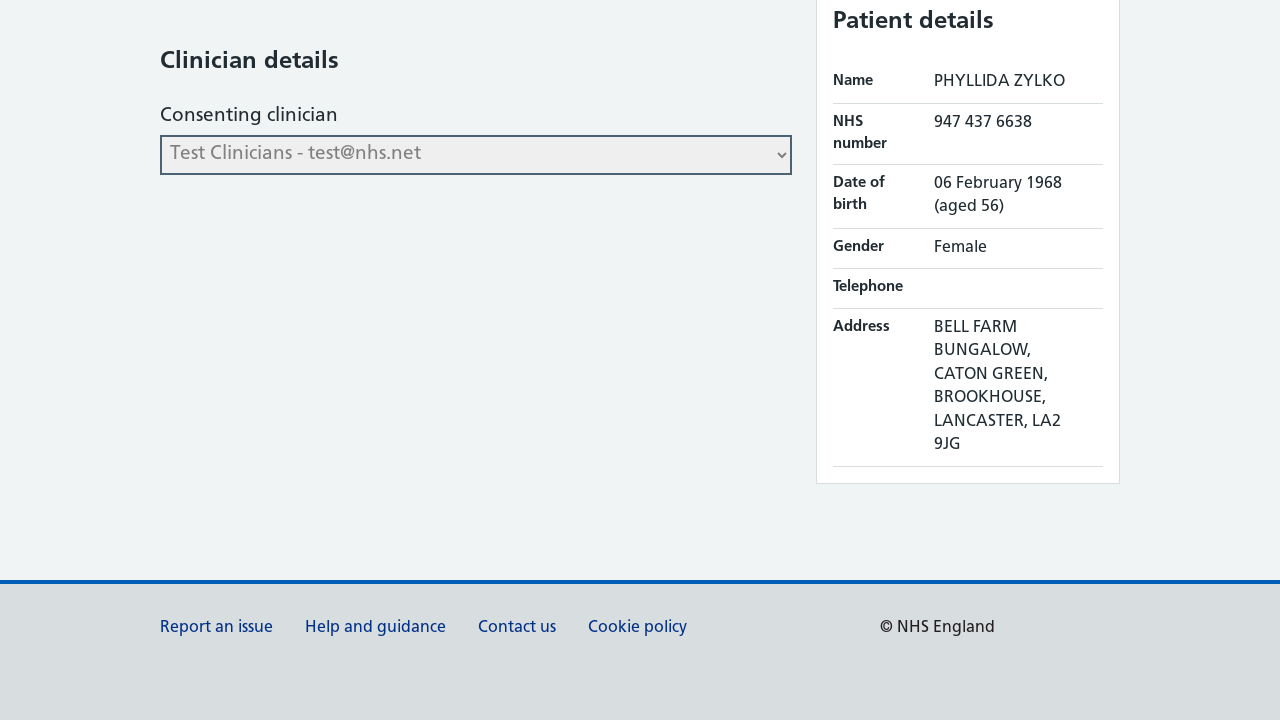 Clinician details
Consenting clinician
Test Clinicians - test@nhs.net
Patient details
Name PHYLLIDA ZYLKO
NHS number 947 437 6638
Date of birth 06 February 1968 (aged 56)
Gender Female
Telephone
Address BELL FARM
BUNGALOW,
CATON GREEN,
BROOKHOUSE,
LANCASTER, LA2
9JG
Report an issue Help and guidance Contact us Cookie policy © NHS England